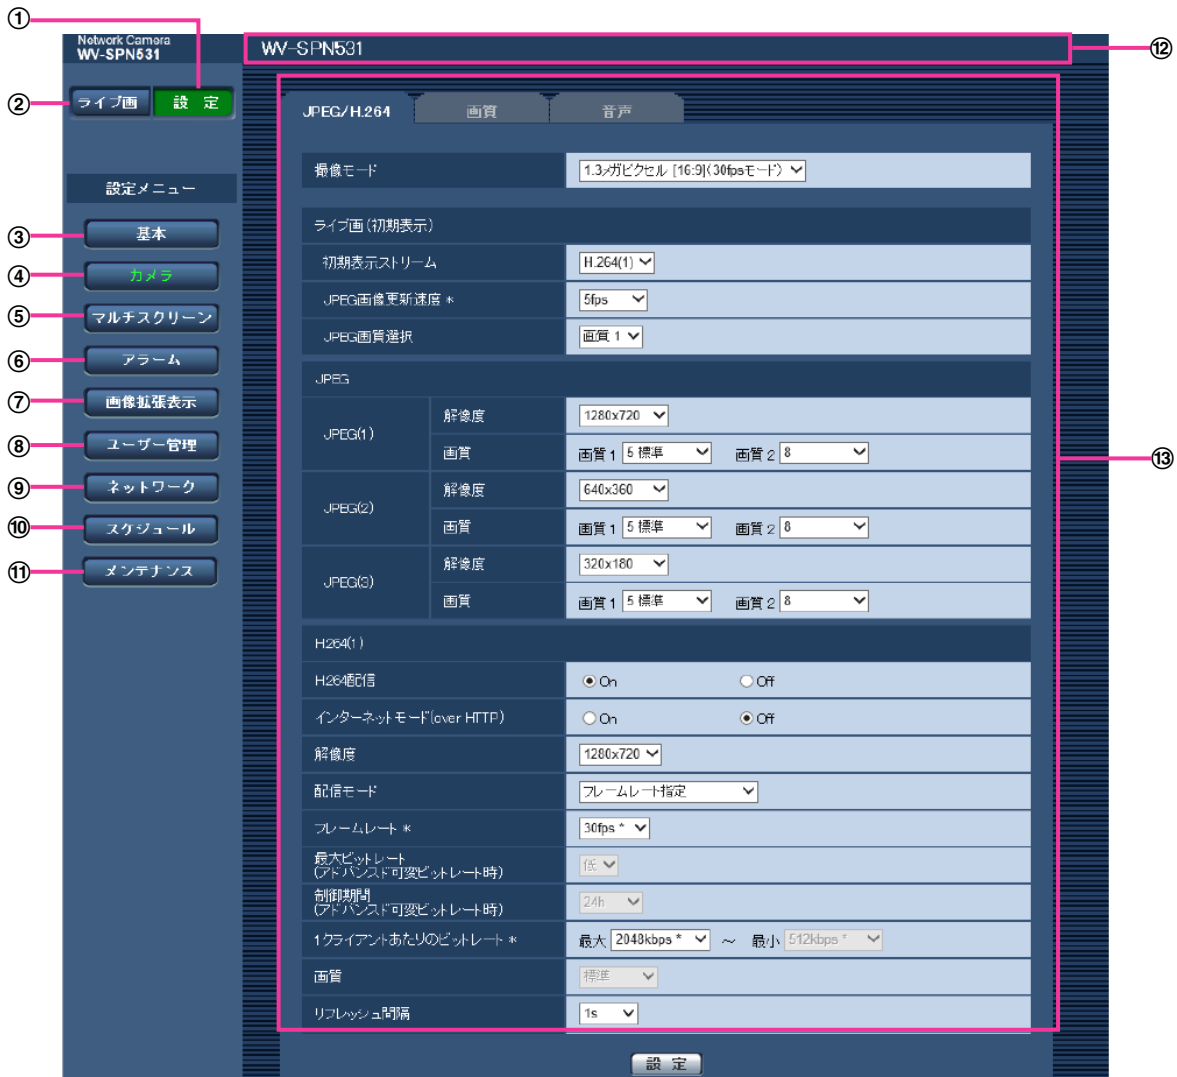 ①
Network Camera
WV-SPN531
WV-SPN531
⑫
②
ライブ画
設 定
JPEG/H.264
画質
音声
撮像モード
1.3メガピクセル [16:9](30fpsモード)
設定メニュー
ライブ画(初期表示)
③
基本
初期表示ストリーム
H.264(1)
④
カメラ
JPEG画像更新速度 *
5fps
⑤
マルチスクリーン
JPEG画質選択
画質 1
⑥
アラーム
JPEG
⑦
画像拡張表示
JPEG(1)
解像度
1280x720
⑧
ユーザー管理
画質
画質 1 5 標準 画質 2 8
⑬
⑨
ネットワーク
JPEG(2)
解像度
640x360
⑩
スケジュール
画質
画質 1 5 標準 画質 2 8
⑪
メンテナンス
JPEG(3)
解像度
320x180
画質
画質 1 5 標準 画質 2 8
H.264(1)
H.264配信
On Off
インターネットモード(over HTTP)
On Off
解像度
1280x720
配信モード
フレームレート指定
フレームレート *
30fps *
最大ビットレート
(アドバンスド可変ビットレート時)
低
制御期間
(アドバンスド可変ビットレート時)
24h
1クライアントあたりのビットレート *
最大 2048kbps * ～ 最小 512kbps *
画質
標準
リフレッシュ間隔
1s
設 定